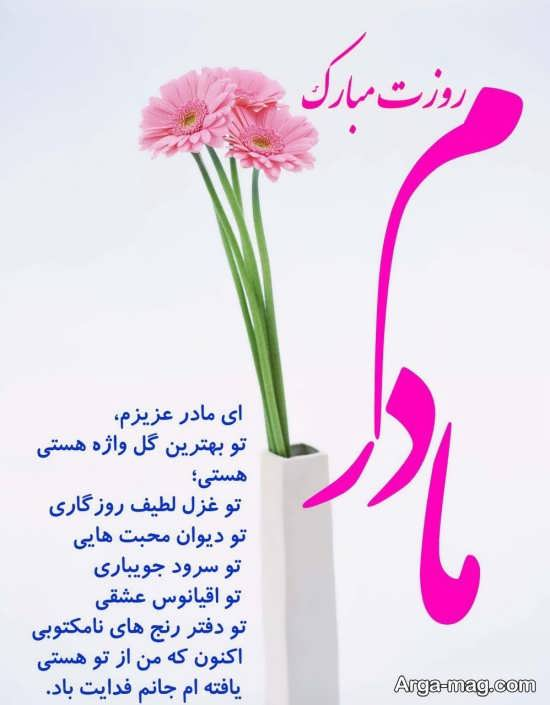 روزت مبارک
مادرم
ای مادر عزیزم،
تو بهترین گل واژه هستی
هستی؛
تو غزل لطیف روزگاری
تو دیوان محبت هایی
تو سرود جویباری
تو اقیانوس عشقی
تو دفتر رنج های نامکتوبی
اکنون که من از تو هستی
یافته ام جانم فدایت باد.
Arga-mag.com